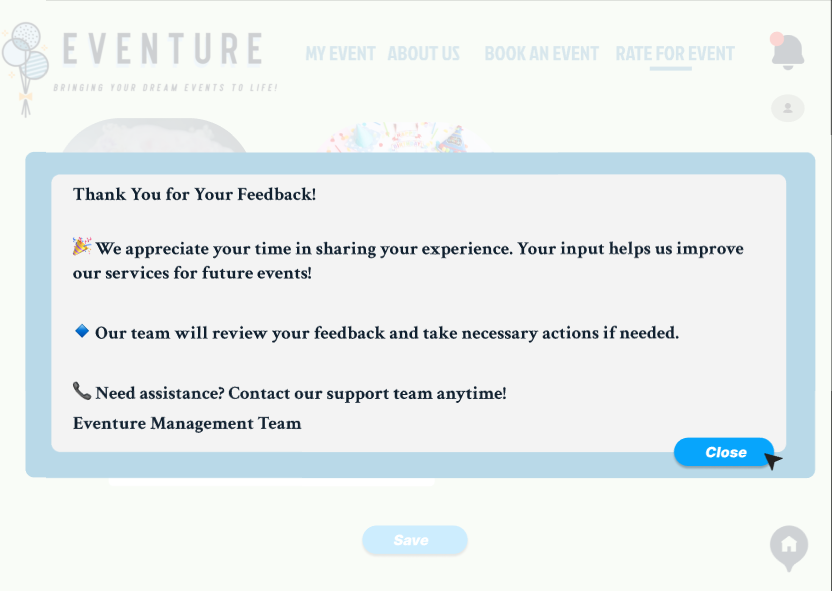 EVENTURE
BRINGING YOUR DREAM EVENTS TO LIFE!
MY EVENT ABOUT US BOOK AN EVENT RATE FOR EVENT
Thank You for Your Feedback!
🎉 We appreciate your time in sharing your experience. Your input helps us improve
our services for future events!
🔷 Our team will review your feedback and take necessary actions if needed.
📞 Need assistance? Contact our support team anytime!
Eventure Management Team
Close
Save